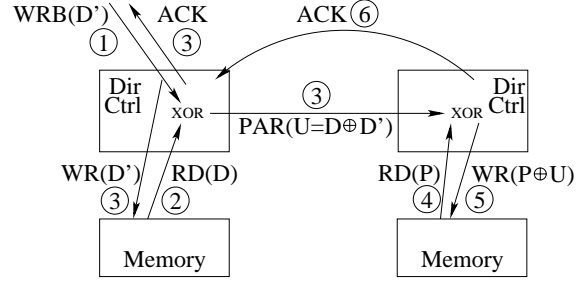 WRB(D')
①
ACK
③
ACK ⑥
Dir
Ctrl
XOR
③
PAR(U=D⊕D')
Dir
Ctrl
XOR
WR(D')
③
RD(D)
②
RD(P)
④
WR(P⊕U)
⑤
Memory
Memory